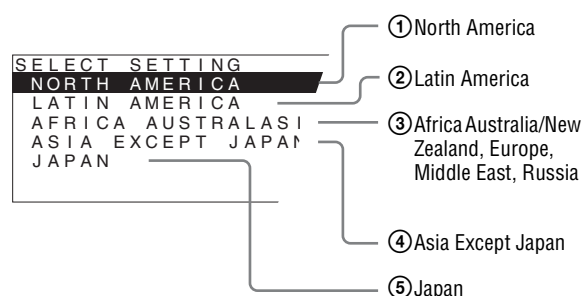 SELECT SETTING
NORTH AMERICA
LATIN AMERICA
AFRICA AUSTRALASI
ASIA EXCEPT JAPAN
JAPAN
①North America
②Latin America
③Africa Australia/New
Zealand, Europe,
Middle East, Russia
④Asia Except Japan
⑤Japan